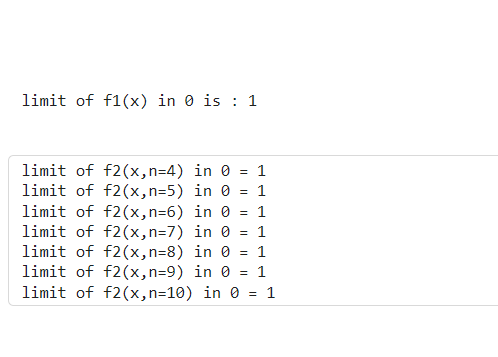 limit of f1(x) in 0 is : 1
limit of f2(x,n=4) in 0 = 1
limit of f2(x,n=5) in 0 = 1
limit of f2(x,n=6) in 0 = 1
limit of f2(x,n=7) in 0 = 1
limit of f2(x,n=8) in 0 = 1
limit of f2(x,n=9) in 0 = 1
limit of f2(x,n=10) in 0 = 1